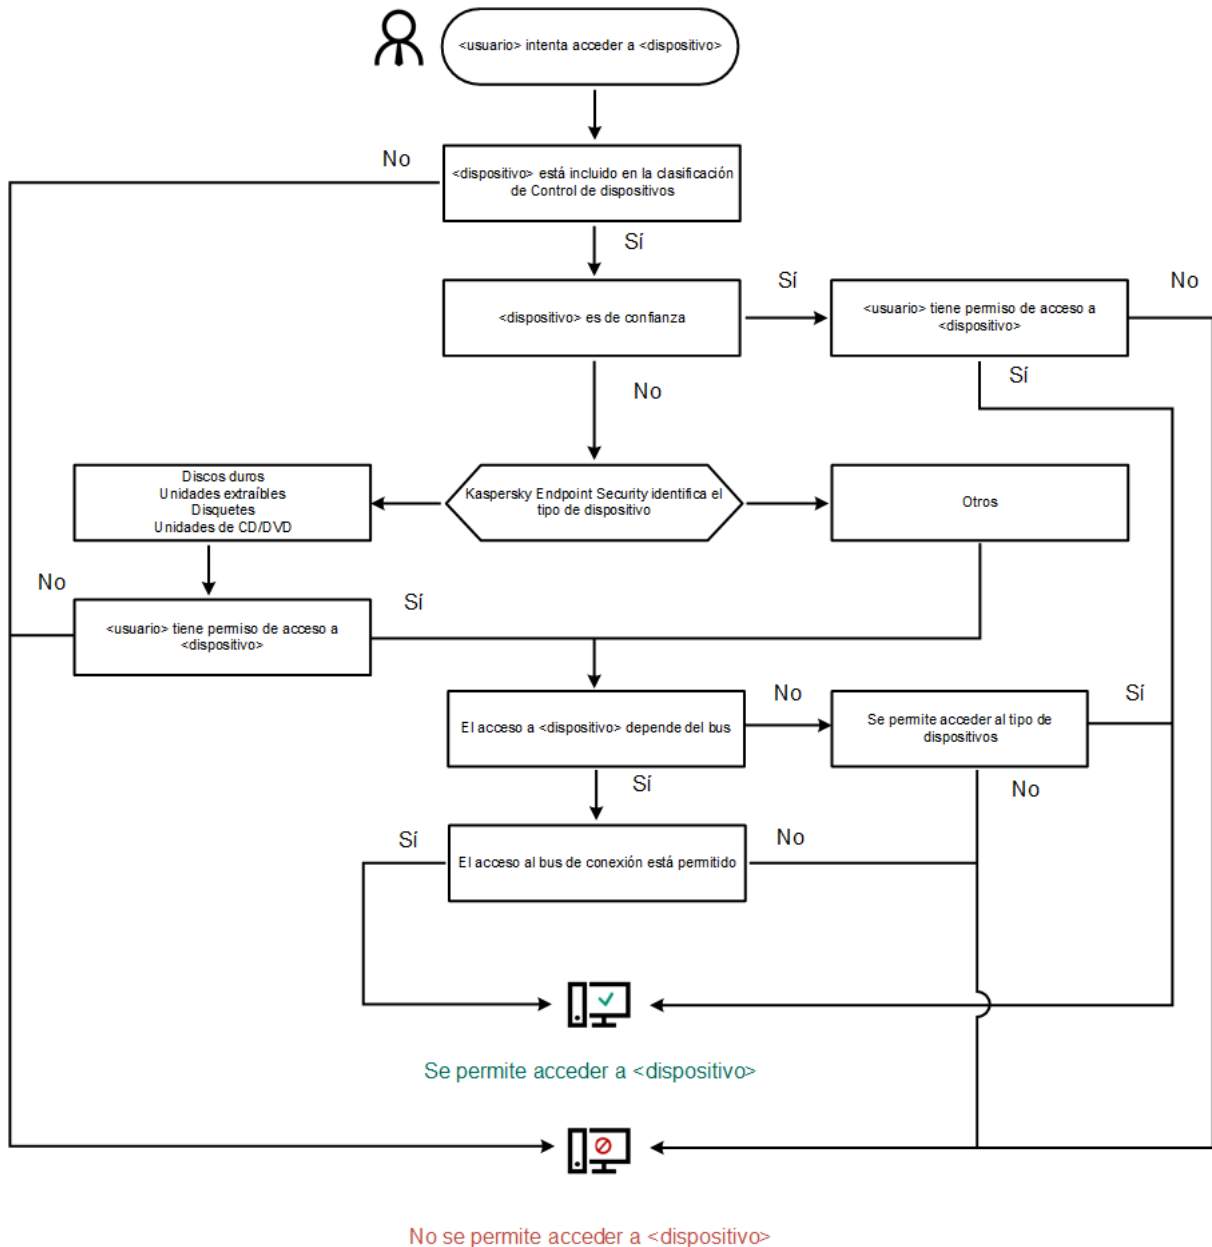 <usuario> intenta acceder a <dispositivo>
No
<dispositivo> está incluido en la clasificación
de Control de dispositivos
Sí
<dispositivo> es de confianza
Sí
<usuario> tiene permiso de acceso a
<dispositivo>
No
Sí
No
Discos duros
Unidades extraíbles
Disquetes
Unidades de CD/DVD
Kaspersky Endpoint Security identifica el
tipo de dispositivo
Otros
No
<usuario> tiene permiso de acceso a
<dispositivo>
Sí
El acceso a <dispositivo> depende del bus
No
Se permite acceder al tipo de
dispositivos
Sí
Sí
No
Sí
El acceso al bus de conexión está permitido
No
Se permite acceder a <dispositivo>
No se permite acceder a <dispositivo>